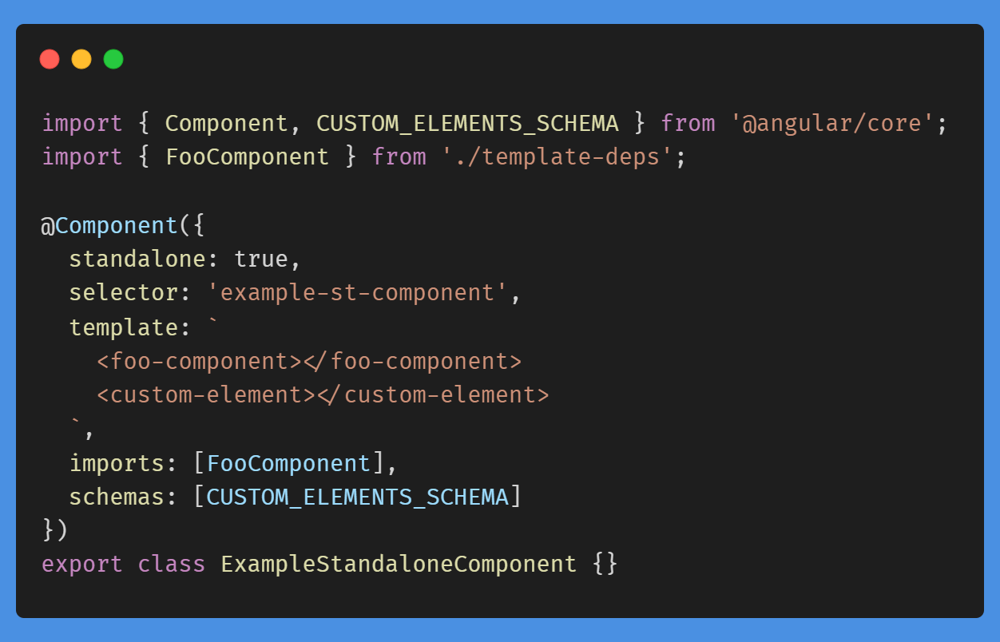 import { Component, CUSTOM_ELEMENTS_SCHEMA } from '@angular/core';
import { FooComponent } from './template-deps';

@Component({
  standalone: true,
  selector: 'example-st-component',
  template: `
    <foo-component></foo-component>
    <custom-element></custom-element>
  `,
  imports: [FooComponent],
  schemas: [CUSTOM_ELEMENTS_SCHEMA]
})
export class ExampleStandaloneComponent {}